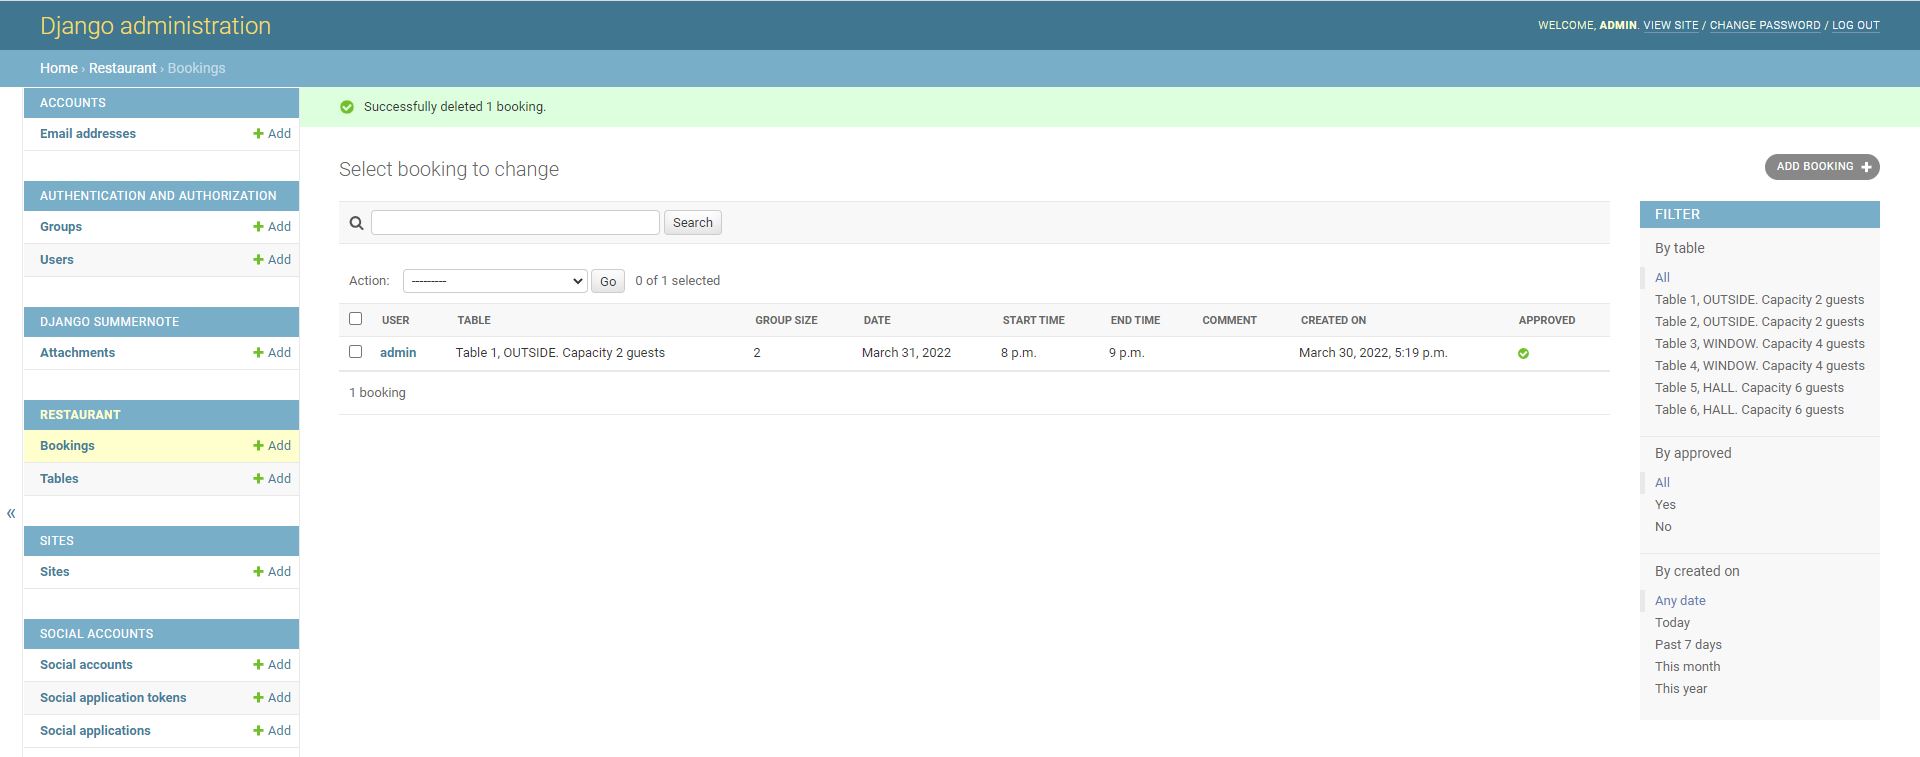 Django administration
WELCOME, ADMIN. VIEW SITE / CHANGE PASSWORD / LOG OUT
Home › Restaurant › Bookings
ACCOUNTS
Email addresses + Add
AUTHENTICATION AND AUTHORIZATION
Groups + Add
Users + Add
DJANGO SUMMERNOTE
Attachments + Add
RESTAURANT
Bookings + Add
Tables + Add
«
SITES
Sites + Add
SOCIAL ACCOUNTS
Social accounts + Add
Social application tokens + Add
Social applications + Add
Successfully deleted 1 booking.
Select booking to change
ADD BOOKING +
Search
Action: --------- Go 0 of 1 selected
USER TABLE GROUP SIZE DATE START TIME END TIME COMMENT CREATED ON APPROVED
admin Table 1, OUTSIDE. Capacity 2 guests 2 March 31, 2022 8 p.m. 9 p.m. March 30, 2022, 5:19 p.m.
1 booking
FILTER
By table
All
Table 1, OUTSIDE. Capacity 2 guests
Table 2, OUTSIDE. Capacity 2 guests
Table 3, WINDOW. Capacity 4 guests
Table 4, WINDOW. Capacity 4 guests
Table 5, HALL. Capacity 6 guests
Table 6, HALL. Capacity 6 guests
By approved
All
Yes
No
By created on
Any date
Today
Past 7 days
This month
This year